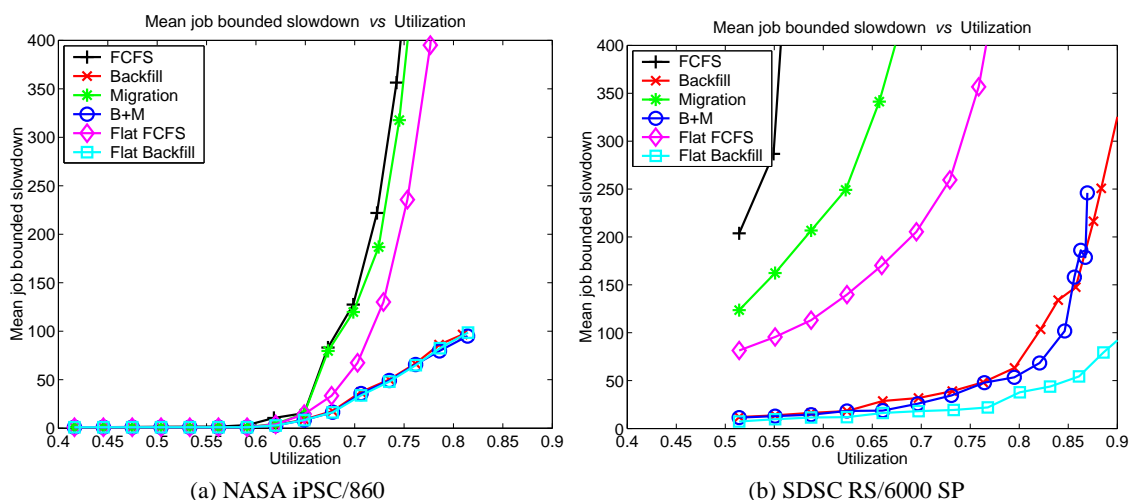 Mean job bounded slowdown vs Utilization
400
350
300
250
200
150
100
50
0
Mean job bounded slowdown
FCFS
Backfill
Migration
B+M
Flat FCFS
Flat Backfill
0.4
0.45
0.5
0.55
0.6
0.65
0.7
0.75
0.8
0.85
0.9
Utilization
(a) NASA iPSC/860
Mean job bounded slowdown vs Utilization
400
350
300
250
200
150
100
50
0
Mean job bounded slowdown
FCFS
Backfill
Migration
B+M
Flat FCFS
Flat Backfill
0.4
0.45
0.5
0.55
0.6
0.65
0.7
0.75
0.8
0.85
0.9
Utilization
(b) SDSC RS/6000 SP